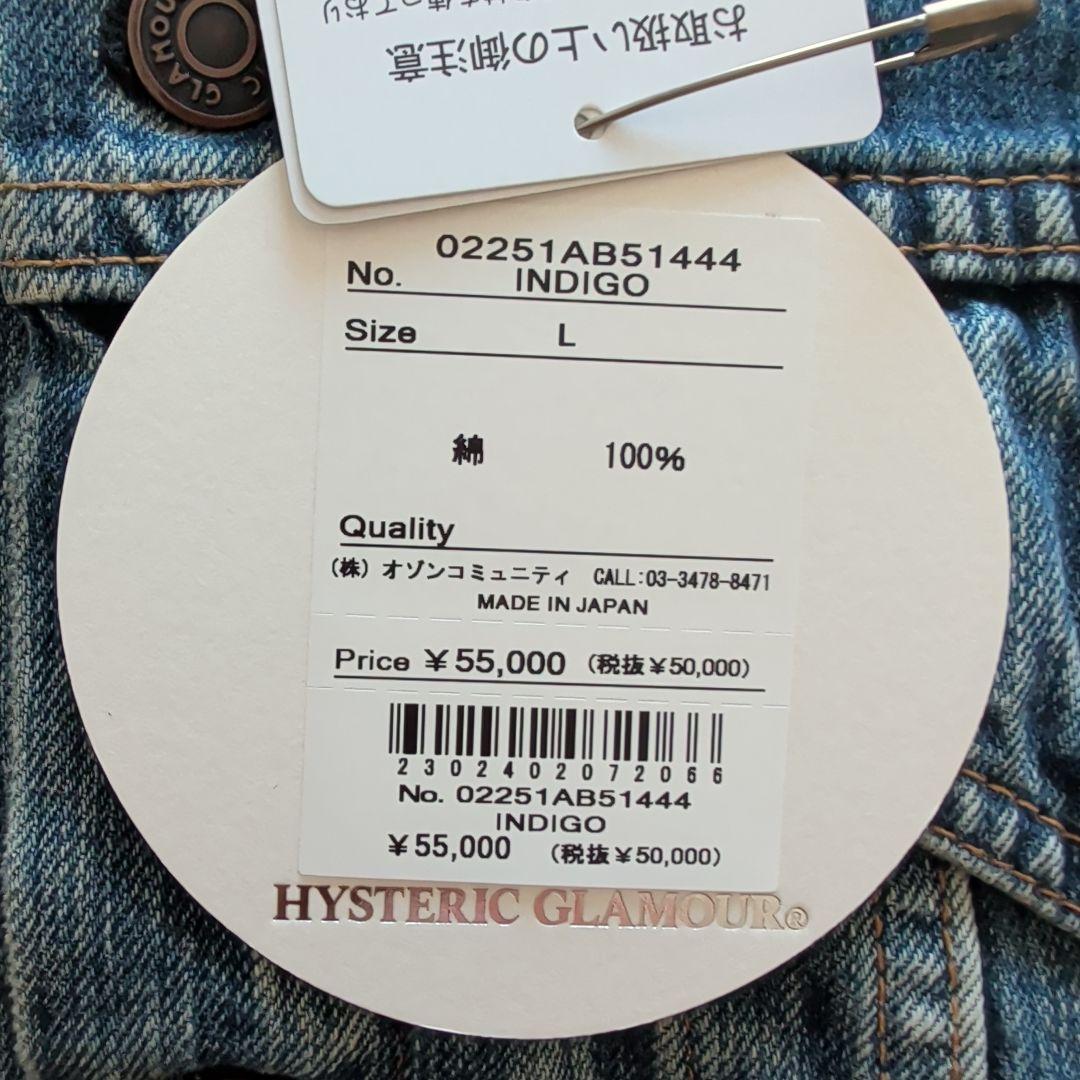 GLAMOU
C
お取扱い上の御注意
02251AB51444
No. INDIGO
Size L
綿 100%
Quality
(株) オゾンコミュニティ CALL:03-3478-8471
MADE IN JAPAN
Price ¥55,000 (税抜¥50,000)
2302402072066
No. 02251AB51444
INDIGO
¥55,000 (税抜¥50,000)
HYSTERIC GLAMOUR®